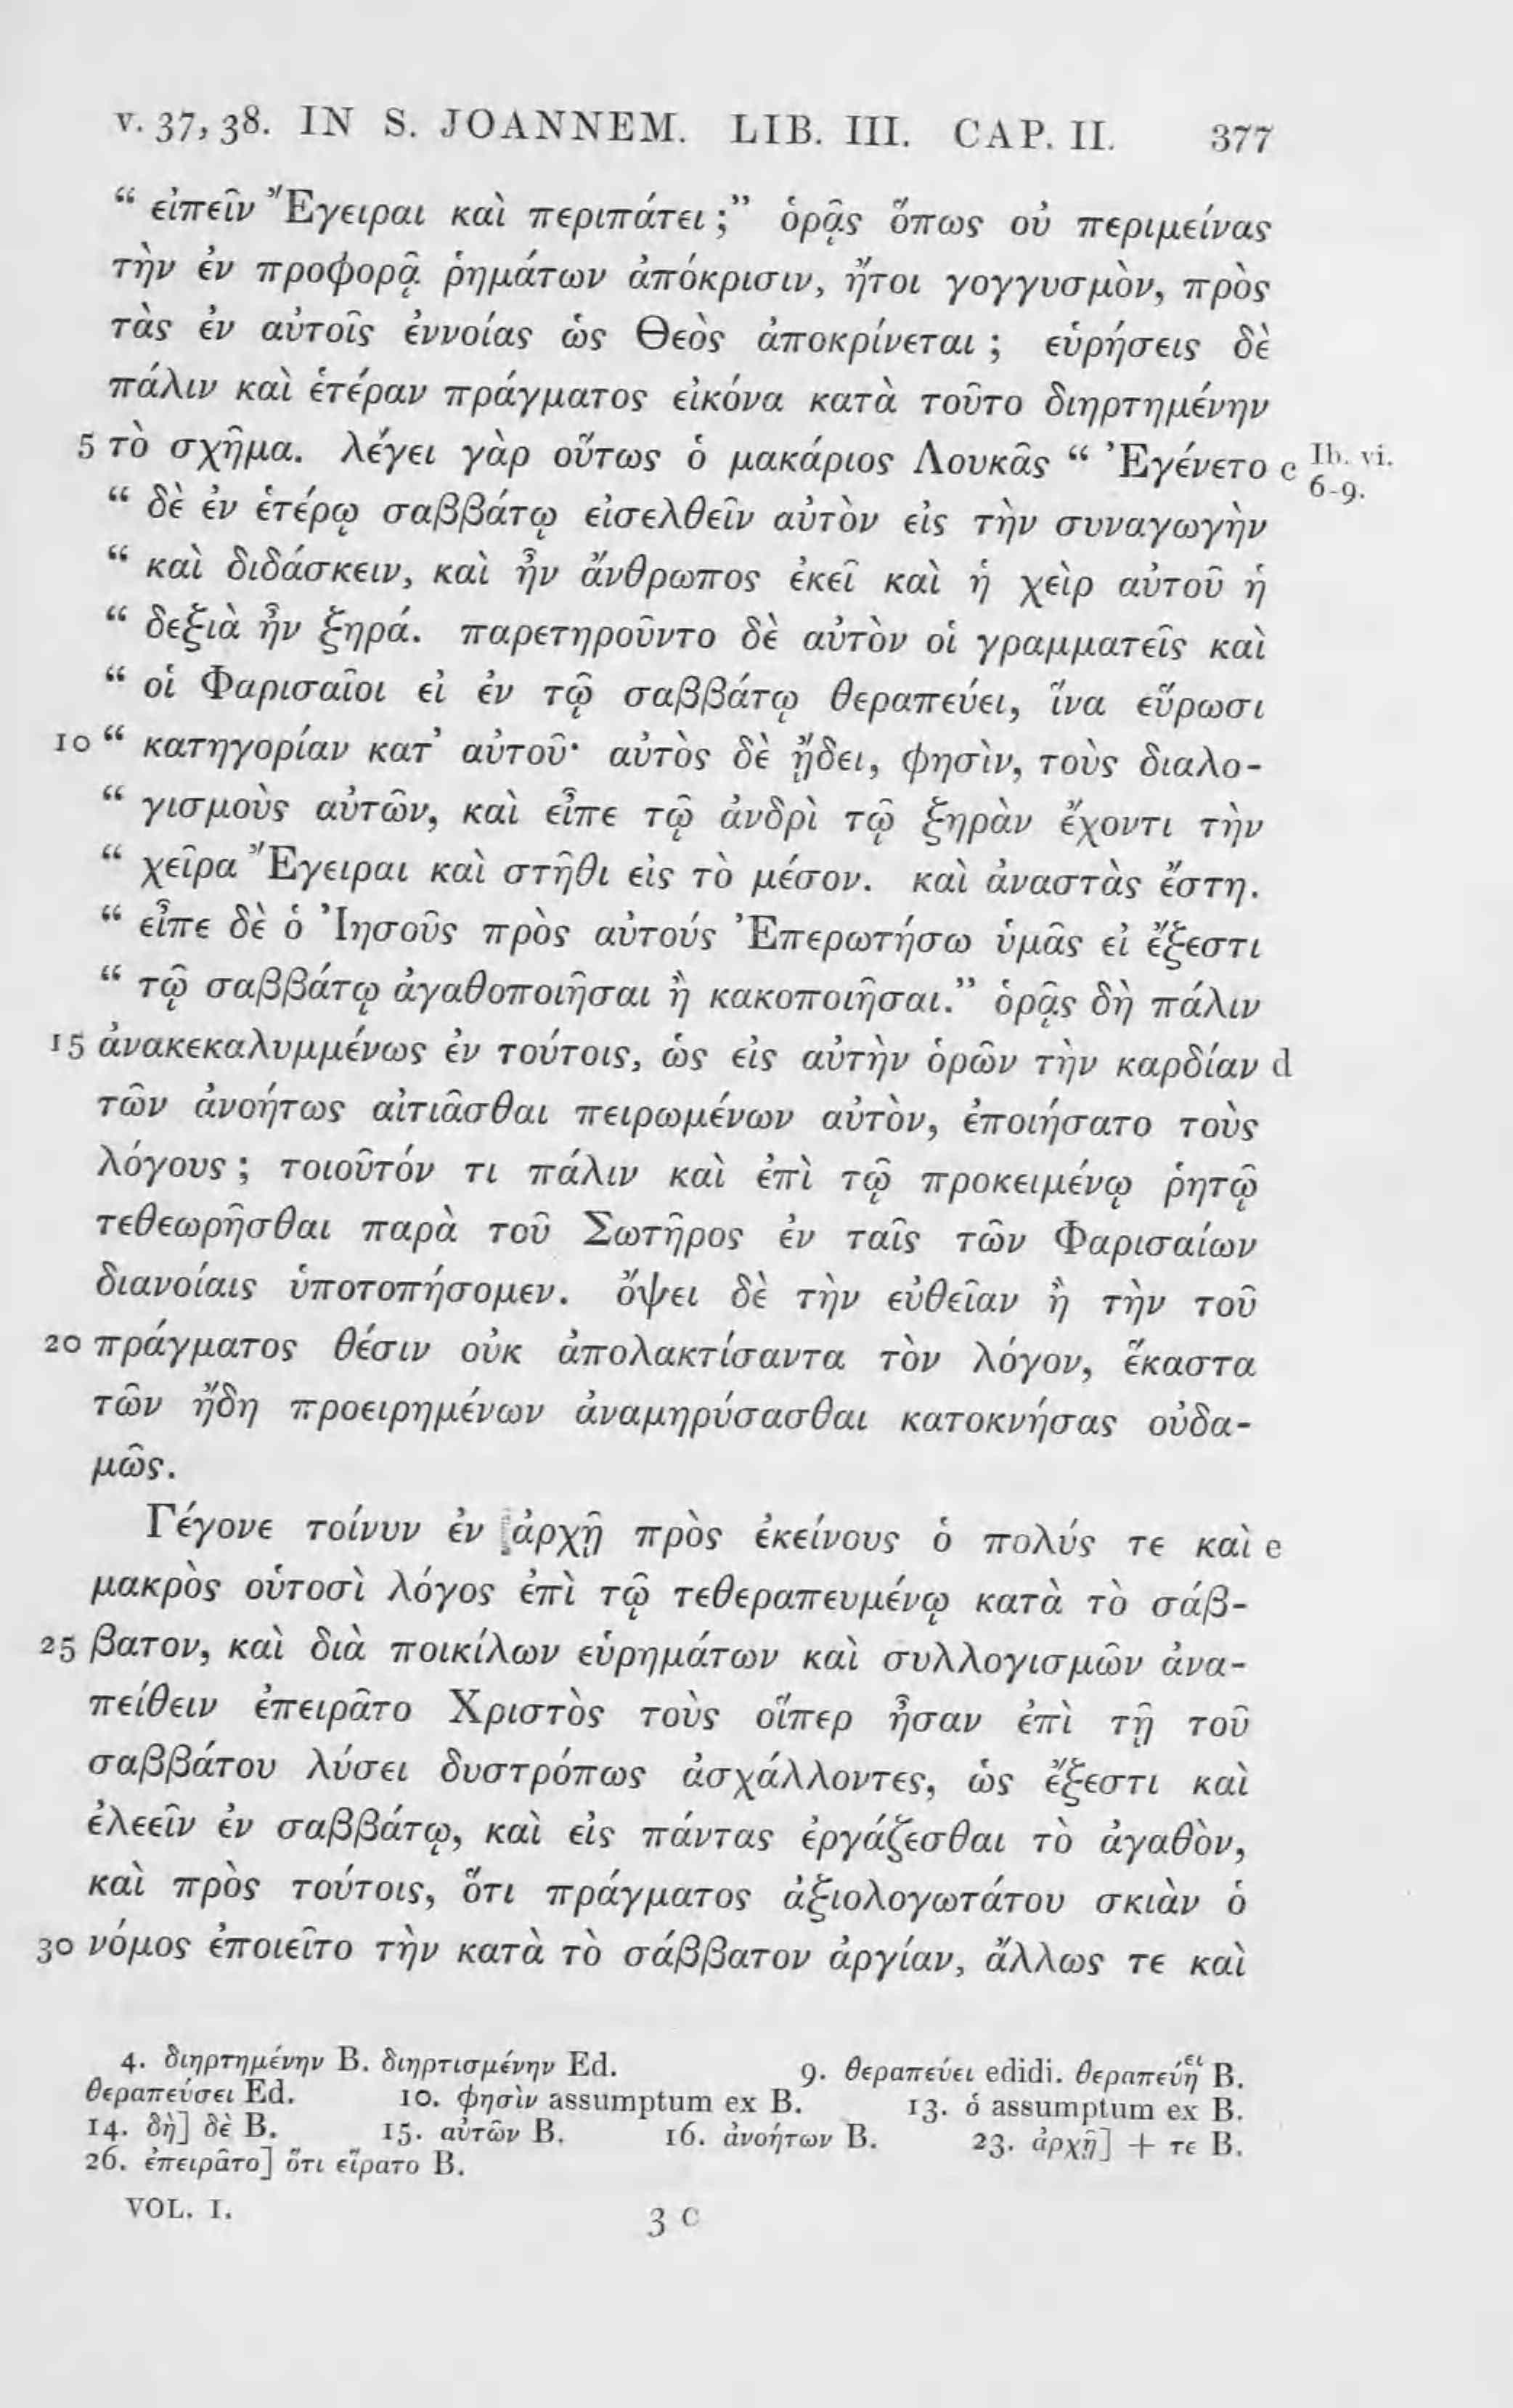 v. 37, 38. IN S. JOANNEM. LIB. III. CAP. II. 377
“ εἰπεῖν Ἔγειραι καὶ περιπάτει ;” ὁρᾷς ὅπως οὐ περιμείνας
τὴν ἐν προφορᾷ ῥημάτων ἀπόκρισιν, ἤτοι γογγυσμὸν, πρὸς
τὰς ἐν αὐτοῖς ἐννοίας ὡς Θεὸς ἀποκρίνεται ; εὑρήσεις δὲ
πάλιν καὶ ἑτέραν πράγματος εἰκόνα κατὰ τοῦτο διηρτημένην
5 τὸ σχῆμα. λέγει γὰρ οὕτως ὁ μακάριος Λουκᾶς “ Ἐγένετο c Ib. vi. 6-9.
“ δὲ ἐν ἑτέρῳ σαββάτῳ εἰσελθεῖν αὐτὸν εἰς τὴν συναγωγὴν
“ καὶ διδάσκειν, καὶ ἦν ἄνθρωπος ἐκεῖ καὶ ἡ χεὶρ αὐτοῦ ἡ
“ δεξιὰ ἦν ξηρά. παρετηροῦντο δὲ αὐτὸν οἱ γραμματεῖς καὶ
“ οἱ Φαρισαῖοι εἰ ἐν τῷ σαββάτῳ θεραπεύει, ἵνα εὕρωσι
10 “ κατηγορίαν κατ’ αὐτοῦ· αὐτὸς δὲ ᾔδει, φησὶν, τοὺς διαλο-
“ γισμοὺς αὐτῶν, καὶ εἶπε τῷ ἀνδρὶ τῷ ξηρὰν ἔχοντι τὴν
“ χεῖρα Ἔγειραι καὶ στῆθι εἰς τὸ μέσον. καὶ ἀναστὰς ἔστη.
“ εἶπε δὲ ὁ Ἰησοῦς πρὸς αὐτούς Ἐπερωτήσω ὑμᾶς εἰ ἔξεστι
“ τῷ σαββάτῳ ἀγαθοποιῆσαι ἢ κακοποιῆσαι.” ὁρᾷς δὴ πάλιν
15 ἀνακεκαλυμμένως ἐν τούτοις, ὡς εἰς αὐτὴν ὁρῶν τὴν καρδίαν d
τῶν ἀνοήτως αἰτιᾶσθαι πειρωμένων αὐτὸν, ἐποιήσατο τοὺς
λόγους ; τοιοῦτόν τι πάλιν καὶ ἐπὶ τῷ προκειμένῳ ῥητῷ
τεθεωρῆσθαι παρὰ τοῦ Σωτῆρος ἐν ταῖς τῶν Φαρισαίων
διανοίαις ὑποτοπήσομεν. ὄψει δὲ τὴν εὐθεῖαν ἢ τὴν τοῦ
20 πράγματος θέσιν οὐκ ἀπολακτίσαντα τὸν λόγον, ἕκαστα
τῶν ἤδη προειρημένων ἀναμηρύσασθαι κατοκνήσας οὐδα-
μῶς.
Γέγονε τοίνυν ἐν ἀρχῇ πρὸς ἐκείνους ὁ πολύς τε καὶ e
μακρὸς οὑτοσὶ λόγος ἐπὶ τῷ τεθεραπευμένῳ κατὰ τὸ σάβ-
25 βατον, καὶ διὰ ποικίλων εὑρημάτων καὶ συλλογισμῶν ἀνα-
πείθειν ἐπειρᾶτο Χριστὸς τοὺς οἵπερ ἦσαν ἐπὶ τῇ τοῦ
σαββάτου λύσει δυστρόπως ἀσχάλλοντες, ὡς ἔξεστι καὶ
ἐλεεῖν ἐν σαββάτῳ, καὶ εἰς πάντας ἐργάζεσθαι τὸ ἀγαθὸν,
καὶ πρὸς τούτοις, ὅτι πράγματος ἀξιολογωτάτου σκιὰν ὁ
30 νόμος ἐποιεῖτο τὴν κατὰ τὸ σάββατον ἀργίαν, ἄλλως τε καὶ
4. διηρτημένην B. διηρτισμένην Ed. 9. θεραπεύει edidi. θεραπεύῃει B.
θεραπεύσει Ed. 10. φησὶν assumptum ex B. 13. ὁ assumptum ex B.
14. δὴ] δὲ B. 15. αὐτῶν B. 16. ἀνοήτων B. 23. ἀρχῇ] + τε B.
26. ἐπειρᾶτο] ὅτι εἵρατο B.
VOL. I. 3 C